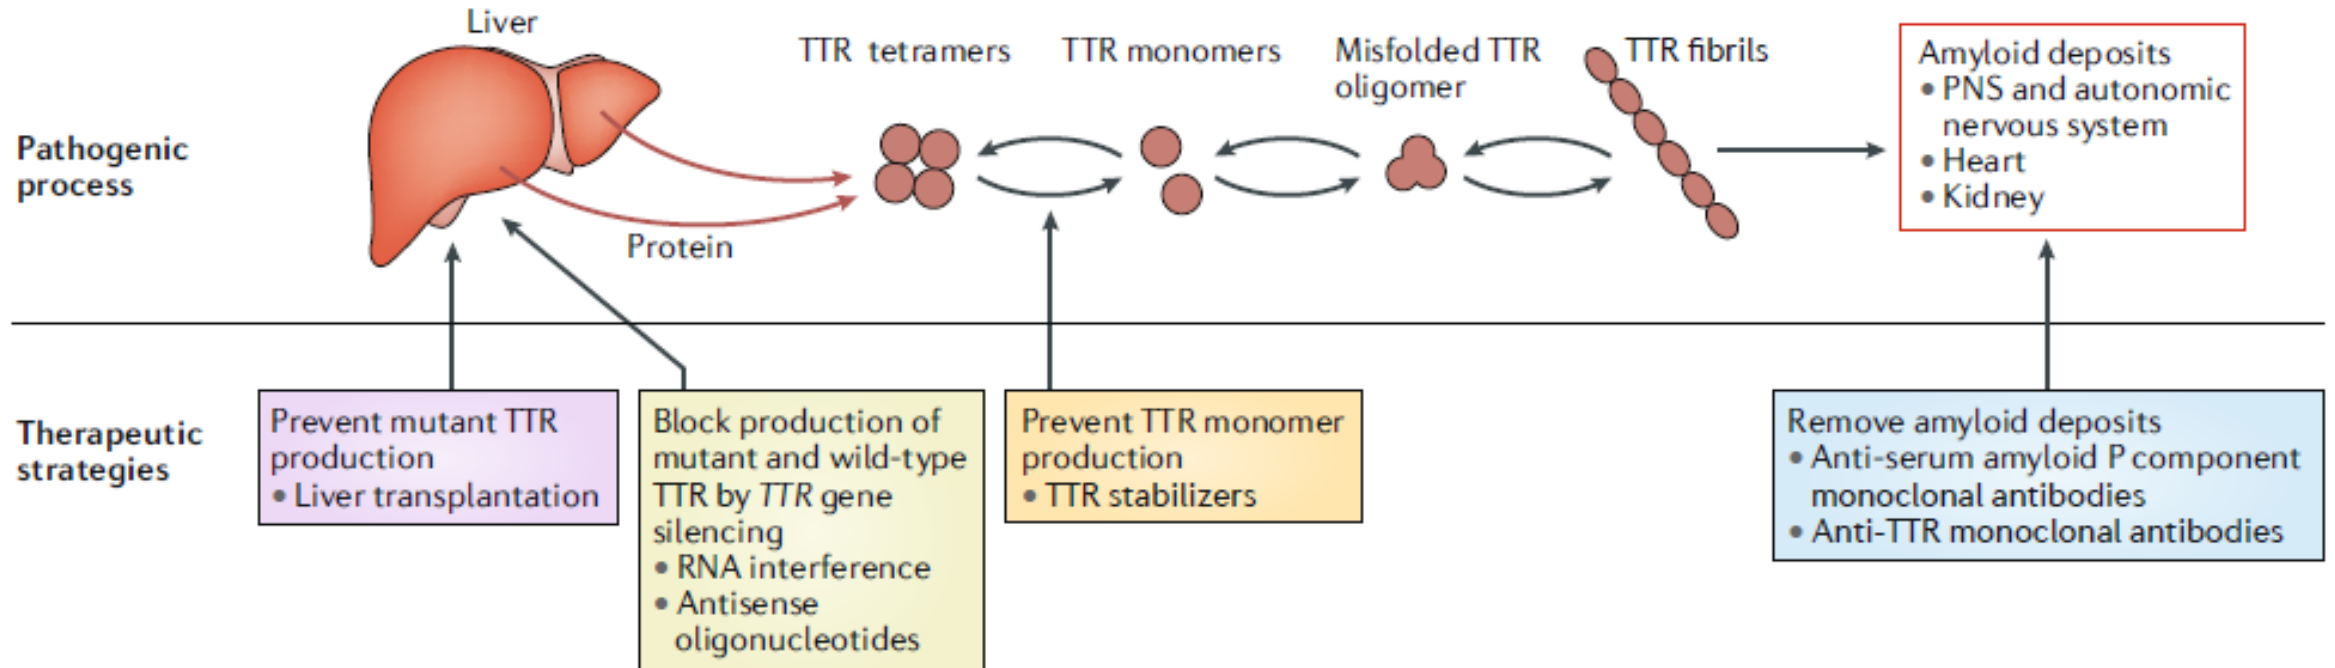 Liver
TTR tetramers
TTR monomers
Misfolded TTR
oligomer
TTR fibrils
Amyloid deposits
• PNS and autonomic
nervous system
• Heart
• Kidney
Pathogenic
process
Protein
Therapeutic
strategies
Prevent mutant TTR
production
• Liver transplantation
Block production of
mutant and wild-type
TTR by TTR gene
silencing
• RNA interference
• Antisense
oligonucleotides
Prevent TTR monomer
production
• TTR stabilizers
Remove amyloid deposits
• Anti-serum amyloid P component
monoclonal antibodies
• Anti-TTR monoclonal antibodies